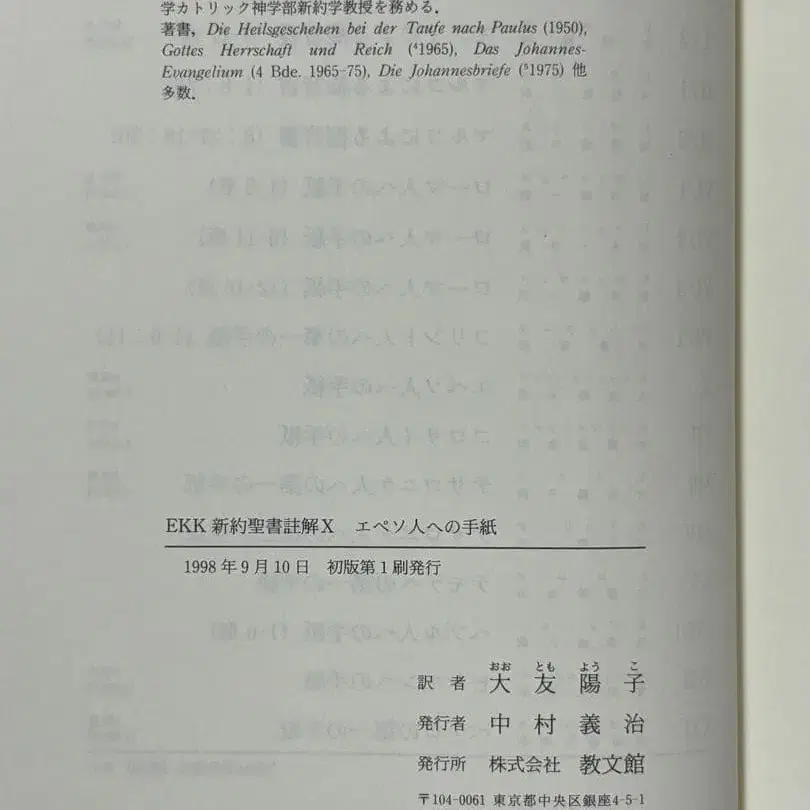 学カトリック神学部新約学教授を務める.
著書, Die Heilsgeschehen bei der Taufe nach Paulus (1950),
Gottes Herrschaft und Reich (⁴1965), Das Johannes-
Evangelium (4 Bde. 1965-75), Die Johannesbriefe (⁵1975) 他
多数.
EKK 新約聖書註解Ⅹ エペソ人への手紙
1998年9月10日 初版第1刷発行
おお とも よう こ
訳者 大友陽子
発行者 中村義治
発行所 株式会社 教文館
〒104-0061 東京都中央区銀座4-5-1